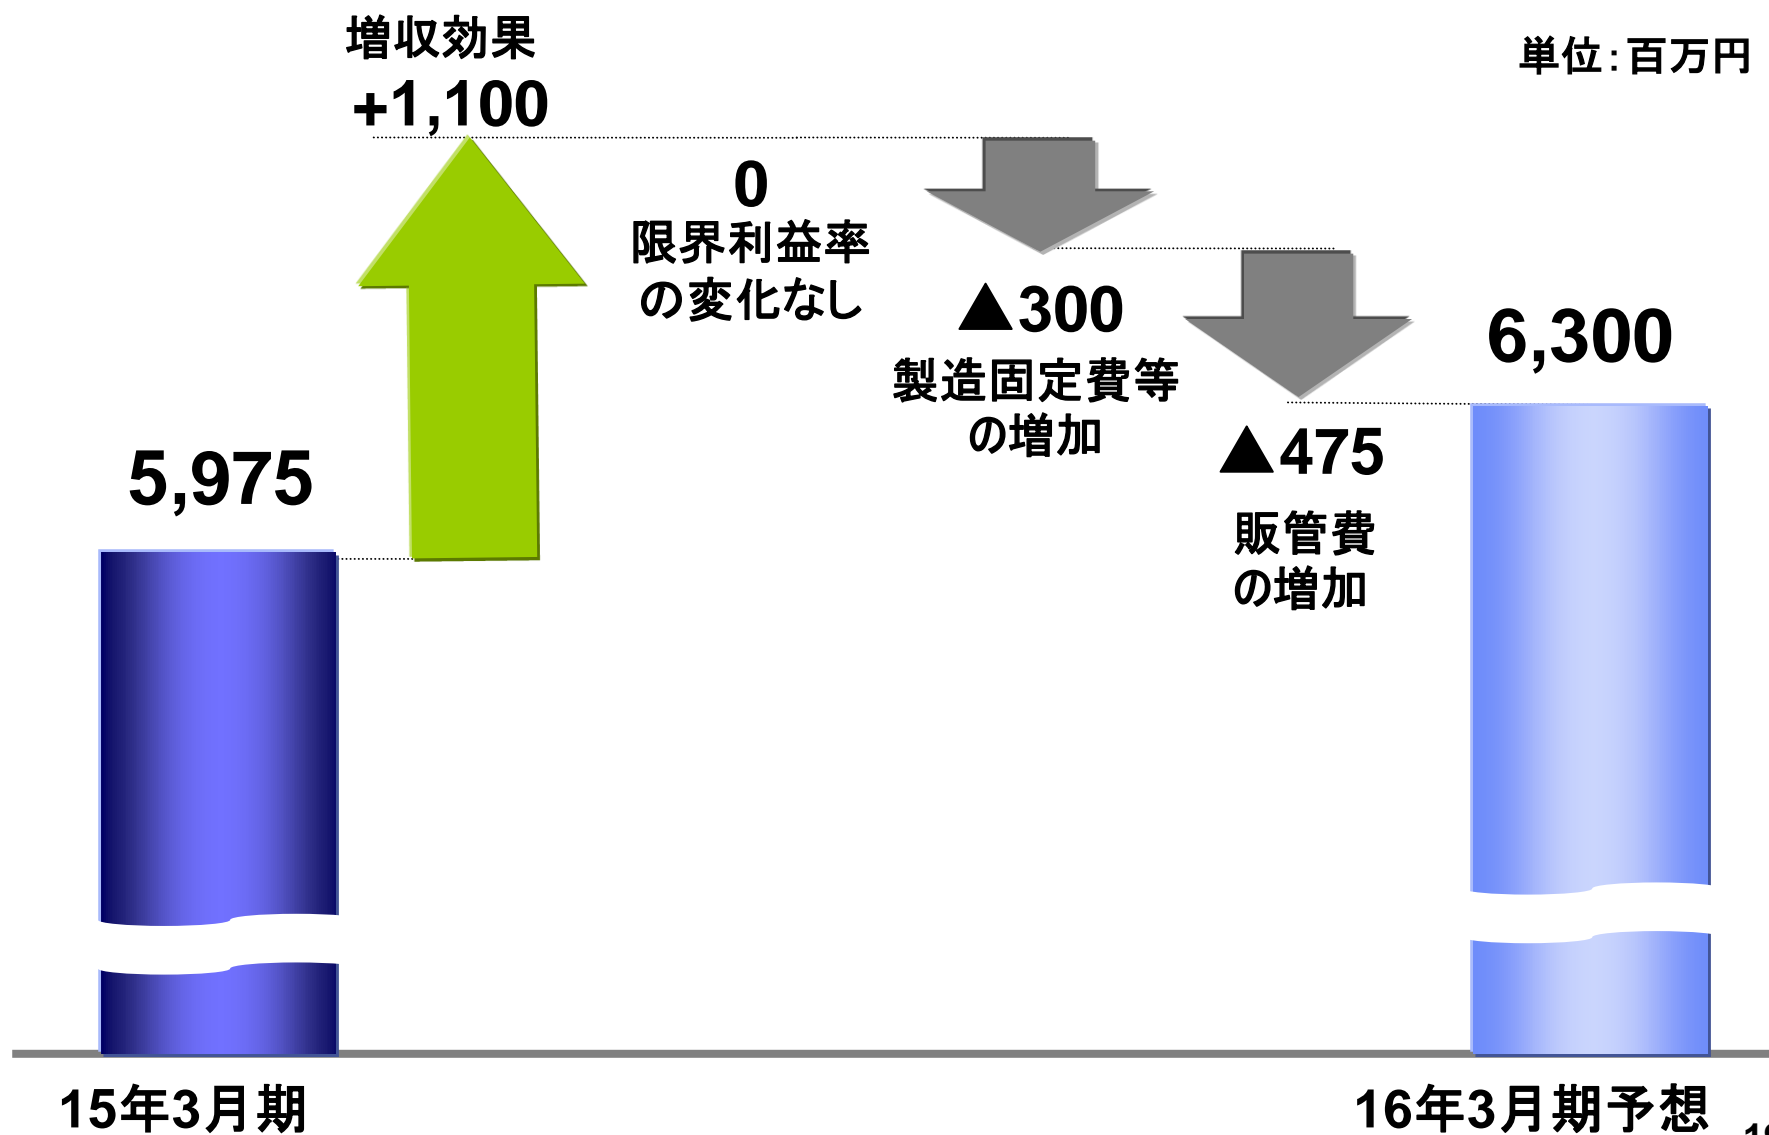 増収効果
+1,100
単位：百万円
0
限界利益率
の変化なし
▲300
製造固定費等
の増加
▲475
販管費
の増加
5,975
6,300
15年3月期
16年3月期予想